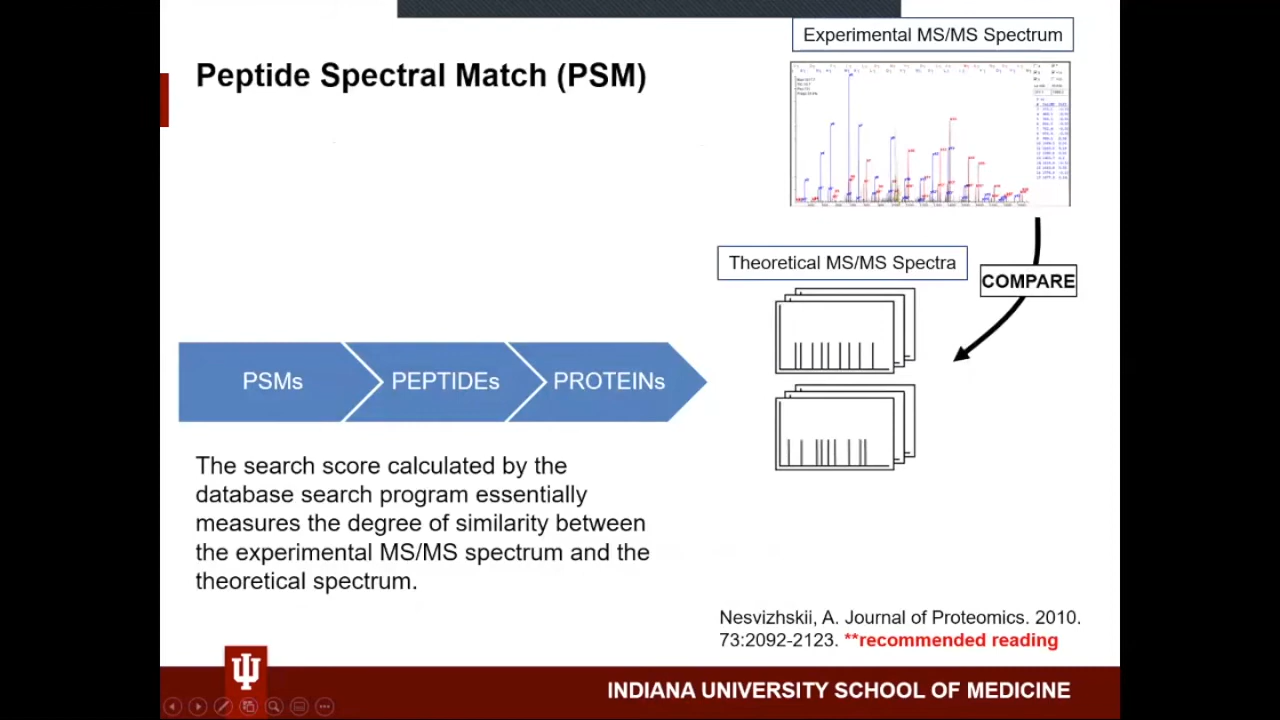 Experimental MS/MS Spectrum
Peptide Spectral Match (PSM)
Theoretical MS/MS Spectra
COMPARE
PSMs
PEPTIDEs
PROTEINs
The search score calculated by the
database search program essentially
measures the degree of similarity between
the experimental MS/MS spectrum and the
theoretical spectrum.
Nesvizhskii, A. Journal of Proteomics. 2010.
73:2092-2123. **recommended reading
INDIANA UNIVERSITY SCHOOL OF MEDICINE